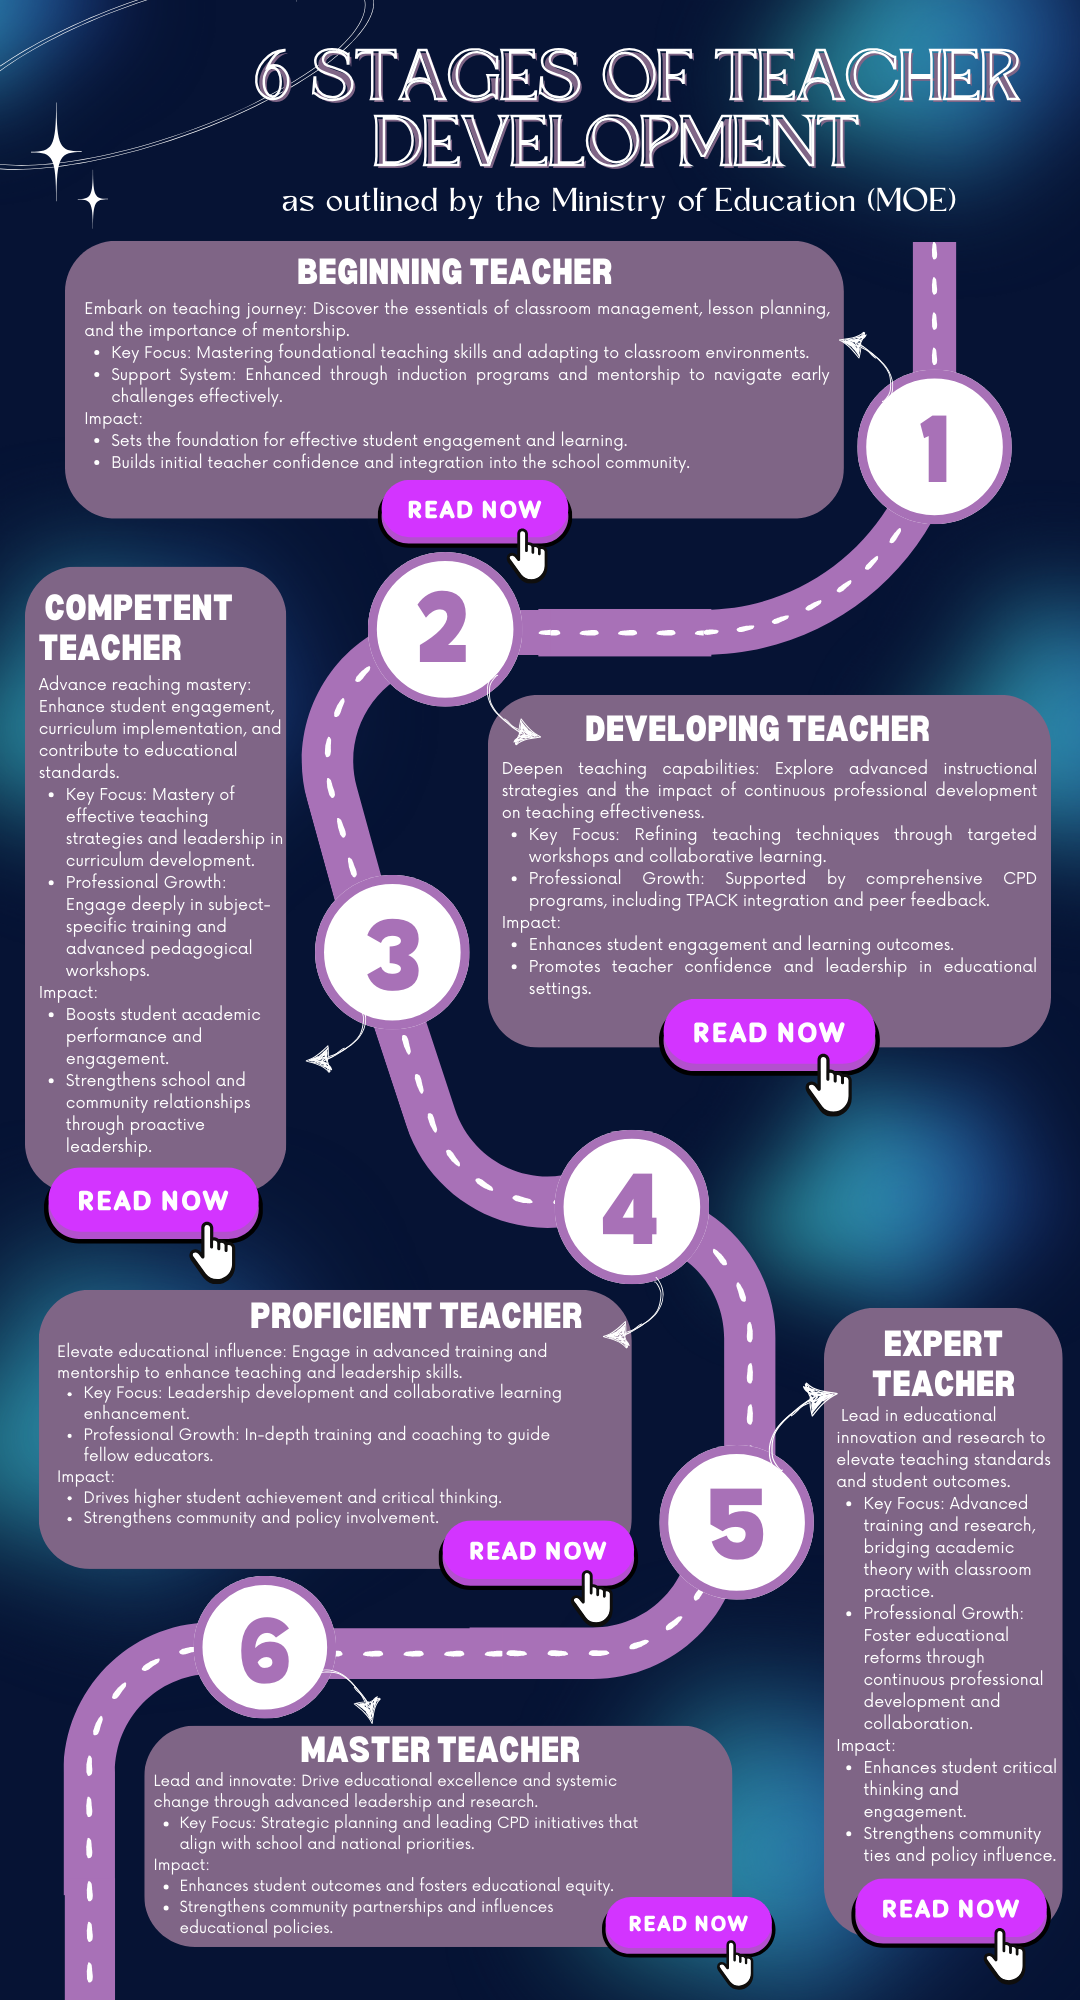 6 STAGES OF TEACHER
DEVELOPMENT
as outlined by the Ministry of Education (MOE)
BEGINNING TEACHER
Embark on teaching journey: Discover the essentials of classroom management, lesson planning,
and the importance of mentorship.
• Key Focus: Mastering foundational teaching skills and adapting to classroom environments.
• Support System: Enhanced through induction programs and mentorship to navigate early
challenges effectively.
Impact:
• Sets the foundation for effective student engagement and learning.
• Builds initial teacher confidence and integration into the school community.
READ NOW
1
2
DEVELOPING TEACHER
Deepen teaching capabilities: Explore advanced instructional
strategies and the impact of continuous professional development
on teaching effectiveness.
• Key Focus: Refining teaching techniques through targeted
workshops and collaborative learning.
• Professional Growth: Supported by comprehensive CPD
programs, including TPACK integration and peer feedback.
Impact:
• Enhances student engagement and learning outcomes.
• Promotes teacher confidence and leadership in educational
settings.
READ NOW
3
COMPETENT
TEACHER
Advance reaching mastery:
Enhance student engagement,
curriculum implementation, and
contribute to educational
standards.
• Key Focus: Mastery of
effective teaching
strategies and leadership in
curriculum development.
• Professional Growth:
Engage deeply in subject-
specific training and
advanced pedagogical
workshops.
Impact:
• Boosts student academic
performance and
engagement.
• Strengthens school and
community relationships
through proactive
leadership.
READ NOW
4
PROFICIENT TEACHER
Elevate educational influence: Engage in advanced training and
mentorship to enhance teaching and leadership skills.
• Key Focus: Leadership development and collaborative learning
enhancement.
• Professional Growth: In-depth training and coaching to guide
fellow educators.
Impact:
• Drives higher student achievement and critical thinking.
• Strengthens community and policy involvement.
READ NOW
5
EXPERT
TEACHER
Lead in educational
innovation and research to
elevate teaching standards
and student outcomes.
• Key Focus: Advanced
training and research,
bridging academic
theory with classroom
practice.
• Professional Growth:
Foster educational
reforms through
continuous professional
development and
collaboration.
Impact:
• Enhances student critical
thinking and
engagement.
• Strengthens community
ties and policy influence.
READ NOW
6
MASTER TEACHER
Lead and innovate: Drive educational excellence and systemic
change through advanced leadership and research.
• Key Focus: Strategic planning and leading CPD initiatives that
align with school and national priorities.
Impact:
• Enhances student outcomes and fosters educational equity.
• Strengthens community partnerships and influences
educational policies.
READ NOW